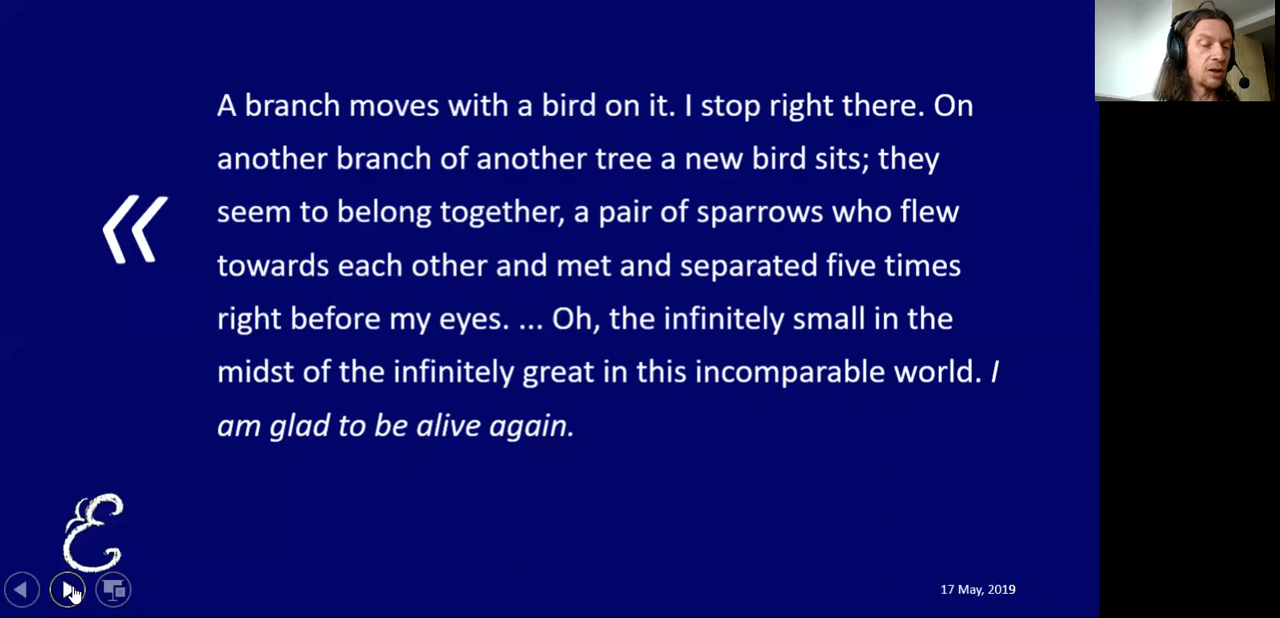 A branch moves with a bird on it. I stop right there. On
another branch of another tree a new bird sits; they
seem to belong together, a pair of sparrows who flew
«
towards each other and met and separated five times
right before my eyes. ... Oh, the infinitely small in the
midst of the infinitely great in this incomparable world. I
am glad to be alive again.
E
17 May, 2019